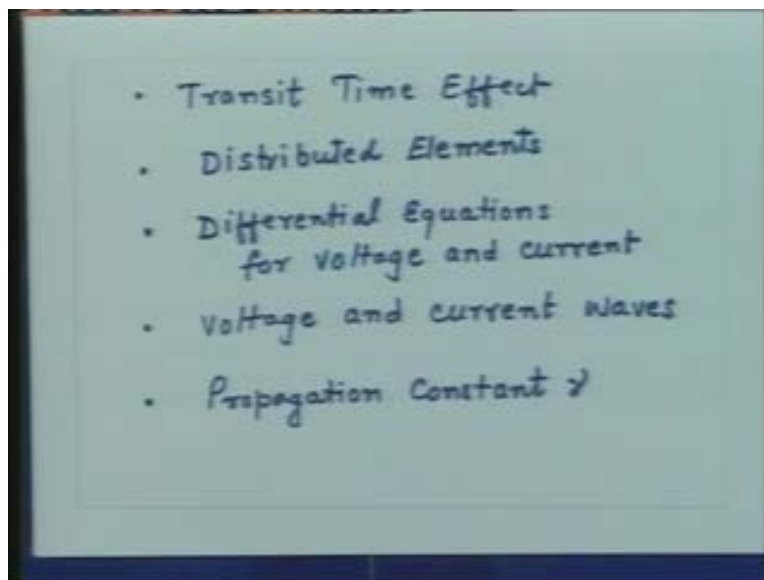 • Transit Time Effect
• Distributed Elements
• Differential Equations
for voltage and current
• Voltage and current waves
• Propagation Constant γ